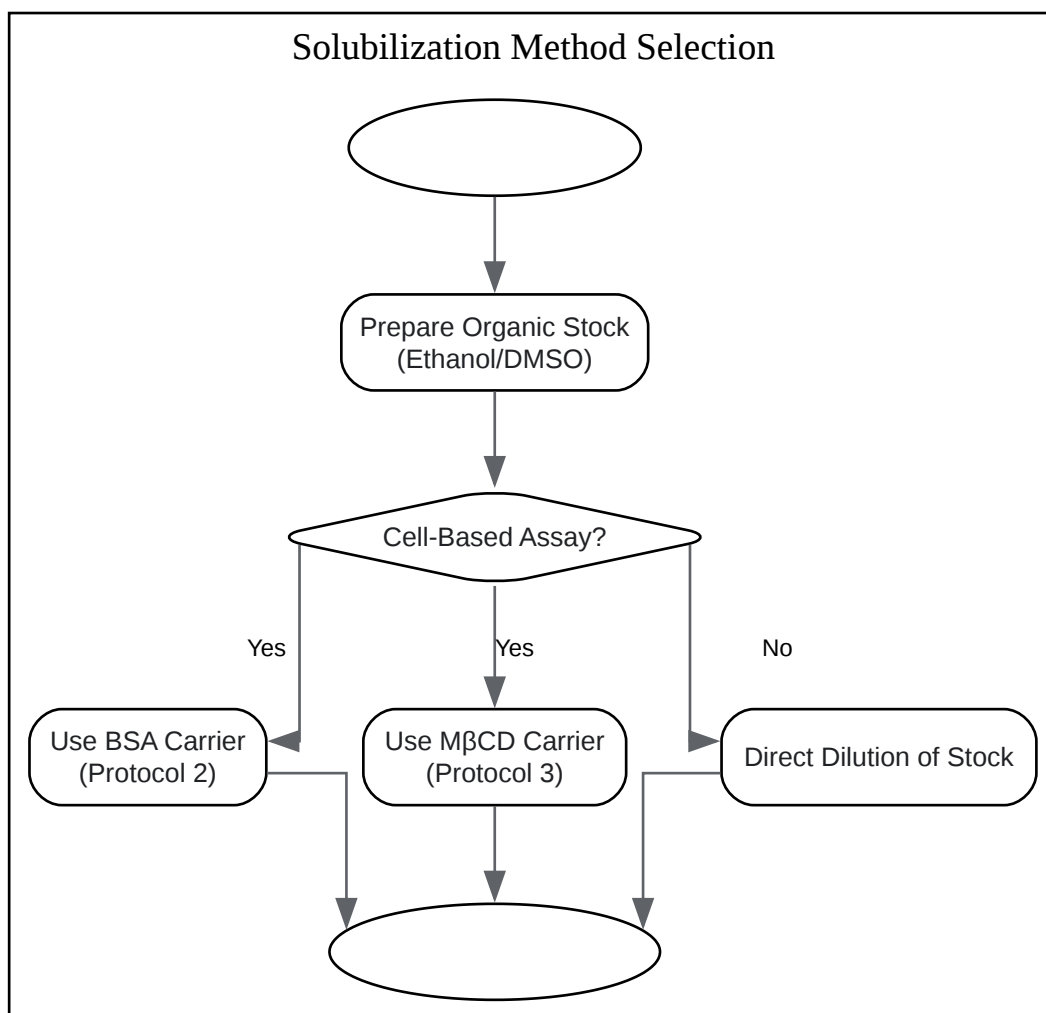 Solubilization Method Selection
Prepare Organic Stock
(Ethanol/DMSO)
Cell-Based Assay?
Yes
Yes
No
Use BSA Carrier
(Protocol 2)
Use MβCD Carrier
(Protocol 3)
Direct Dilution of Stock